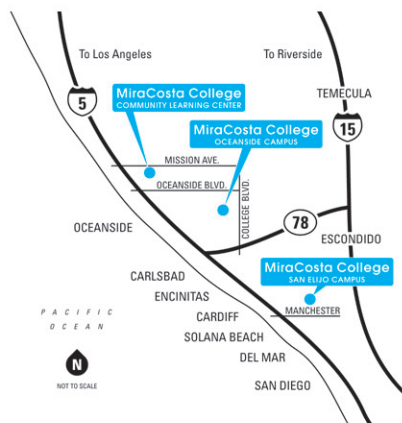 To Los Angeles
To Riverside
TEMECULA
5
MiraCosta College
COMMUNITY LEARNING CENTER
15
MiraCosta College
OCEANSIDE CAMPUS
MISSION AVE.
OCEANSIDE BLVD.
COLLEGE BLVD.
78
OCEANSIDE
ESCONDIDO
MiraCosta College
SAN ELIJO CAMPUS
CARLSBAD
ENCINITAS
MANCHESTER
PACIFIC
OCEAN
CARDIFF
SOLANA BEACH
DEL MAR
N
NOT TO SCALE
SAN DIEGO